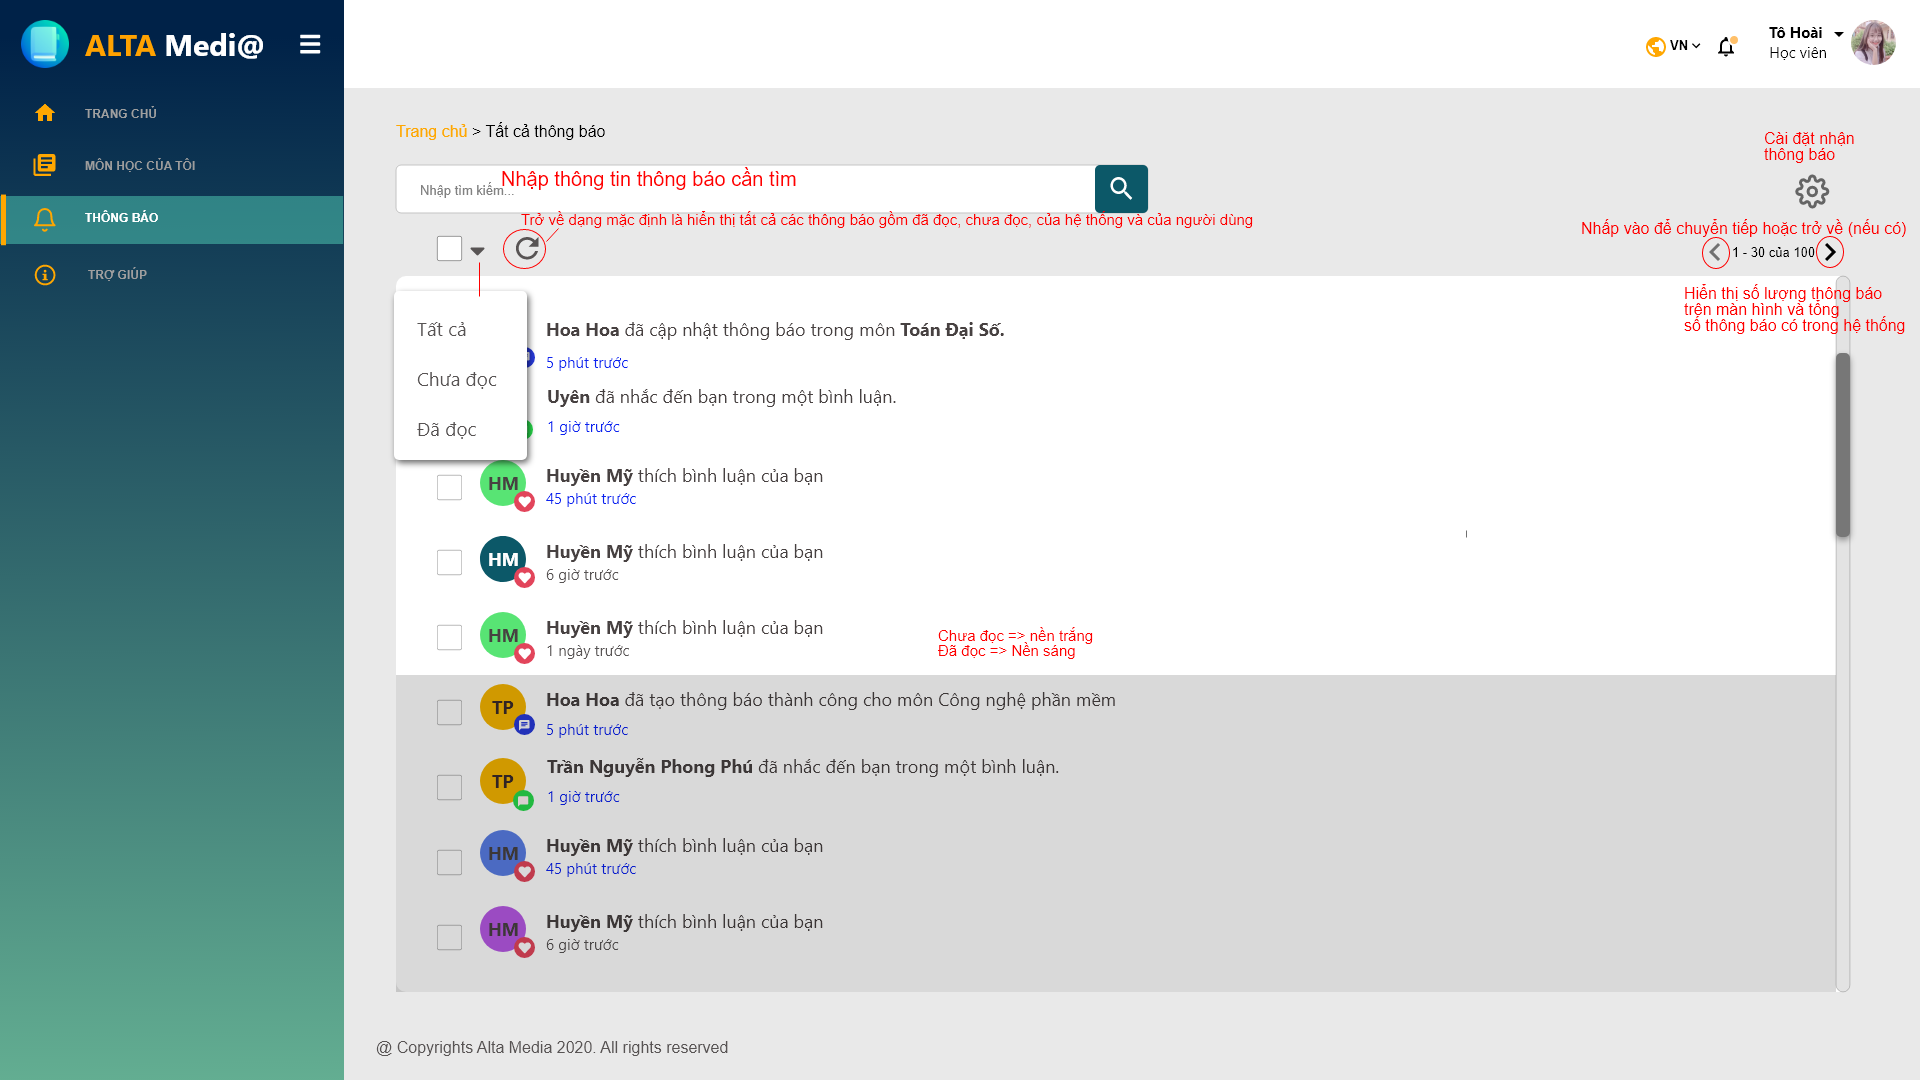 ALTA Medi@
TRANG CHỦ
MÔN HỌC CỦA TÔI
THÔNG BÁO
TRỢ GIÚP
VN
Tô Hoài
Học viên
Trang chủ > Tất cả thông báo
Cài đặt nhận
thông báo
Nhập tìm kiếm...
Nhập thông tin thông báo cần tìm
Trở về dạng mặc định là hiển thị tất cả các thông báo gồm đã đọc, chưa đọc, của hệ thống và của người dùng
Nhấp vào để chuyển tiếp hoặc trở về (nếu có)
1 - 30 của 100
Hiển thị số lượng thông báo
trên màn hình và tổng
số thông báo có trong hệ thống
Tất cả
Chưa đọc
Đã đọc
Hoa Hoa đã cập nhật thông báo trong môn Toán Đại Số.
5 phút trước
Uyên đã nhắc đến bạn trong một bình luận.
1 giờ trước
HM
Huyền Mỹ thích bình luận của bạn
45 phút trước
HM
Huyền Mỹ thích bình luận của bạn
6 giờ trước
HM
Huyền Mỹ thích bình luận của bạn
1 ngày trước
Chưa đọc => nền trắng
Đã đọc => Nền sáng
TP
Hoa Hoa đã tạo thông báo thành công cho môn Công nghệ phần mềm
5 phút trước
TP
Trần Nguyễn Phong Phú đã nhắc đến bạn trong một bình luận.
1 giờ trước
HM
Huyền Mỹ thích bình luận của bạn
45 phút trước
HM
Huyền Mỹ thích bình luận của bạn
6 giờ trước
@ Copyrights Alta Media 2020. All rights reserved